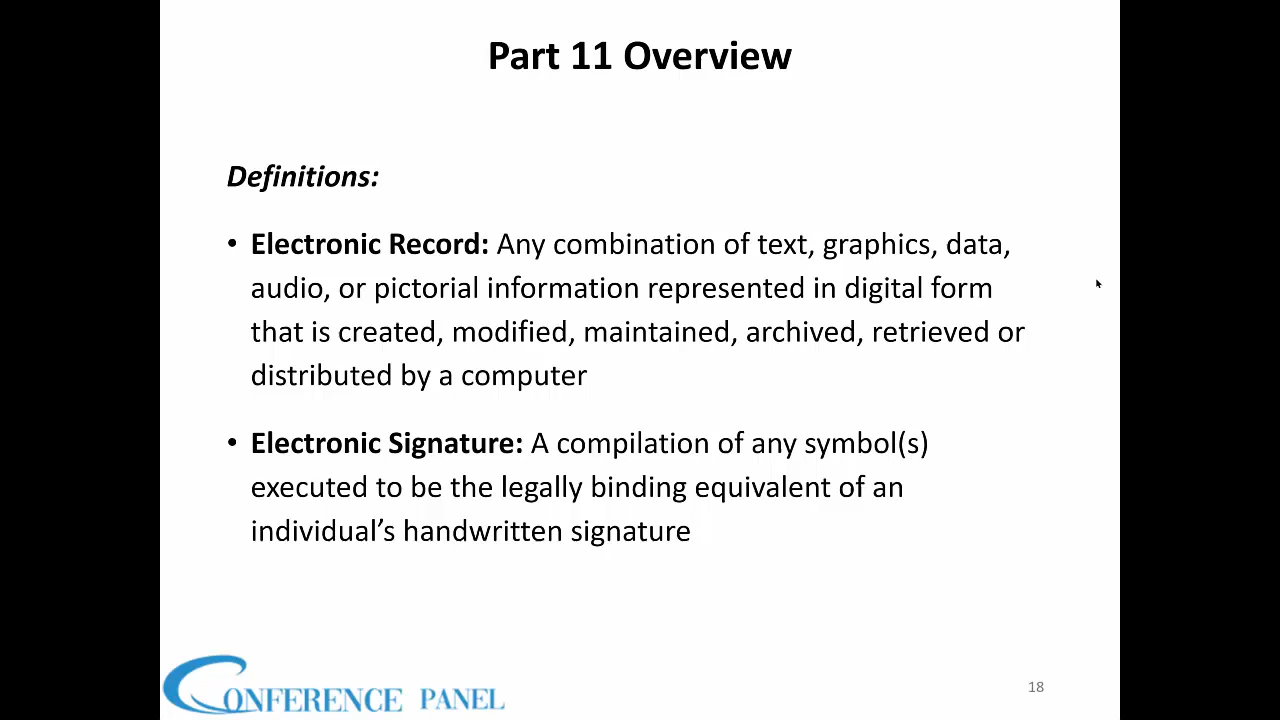 Part 11 Overview
Definitions:
• Electronic Record: Any combination of text, graphics, data,
audio, or pictorial information represented in digital form
that is created, modified, maintained, archived, retrieved or
distributed by a computer
• Electronic Signature: A compilation of any symbol(s)
executed to be the legally binding equivalent of an
individual’s handwritten signature
CONFERENCE PANEL
18